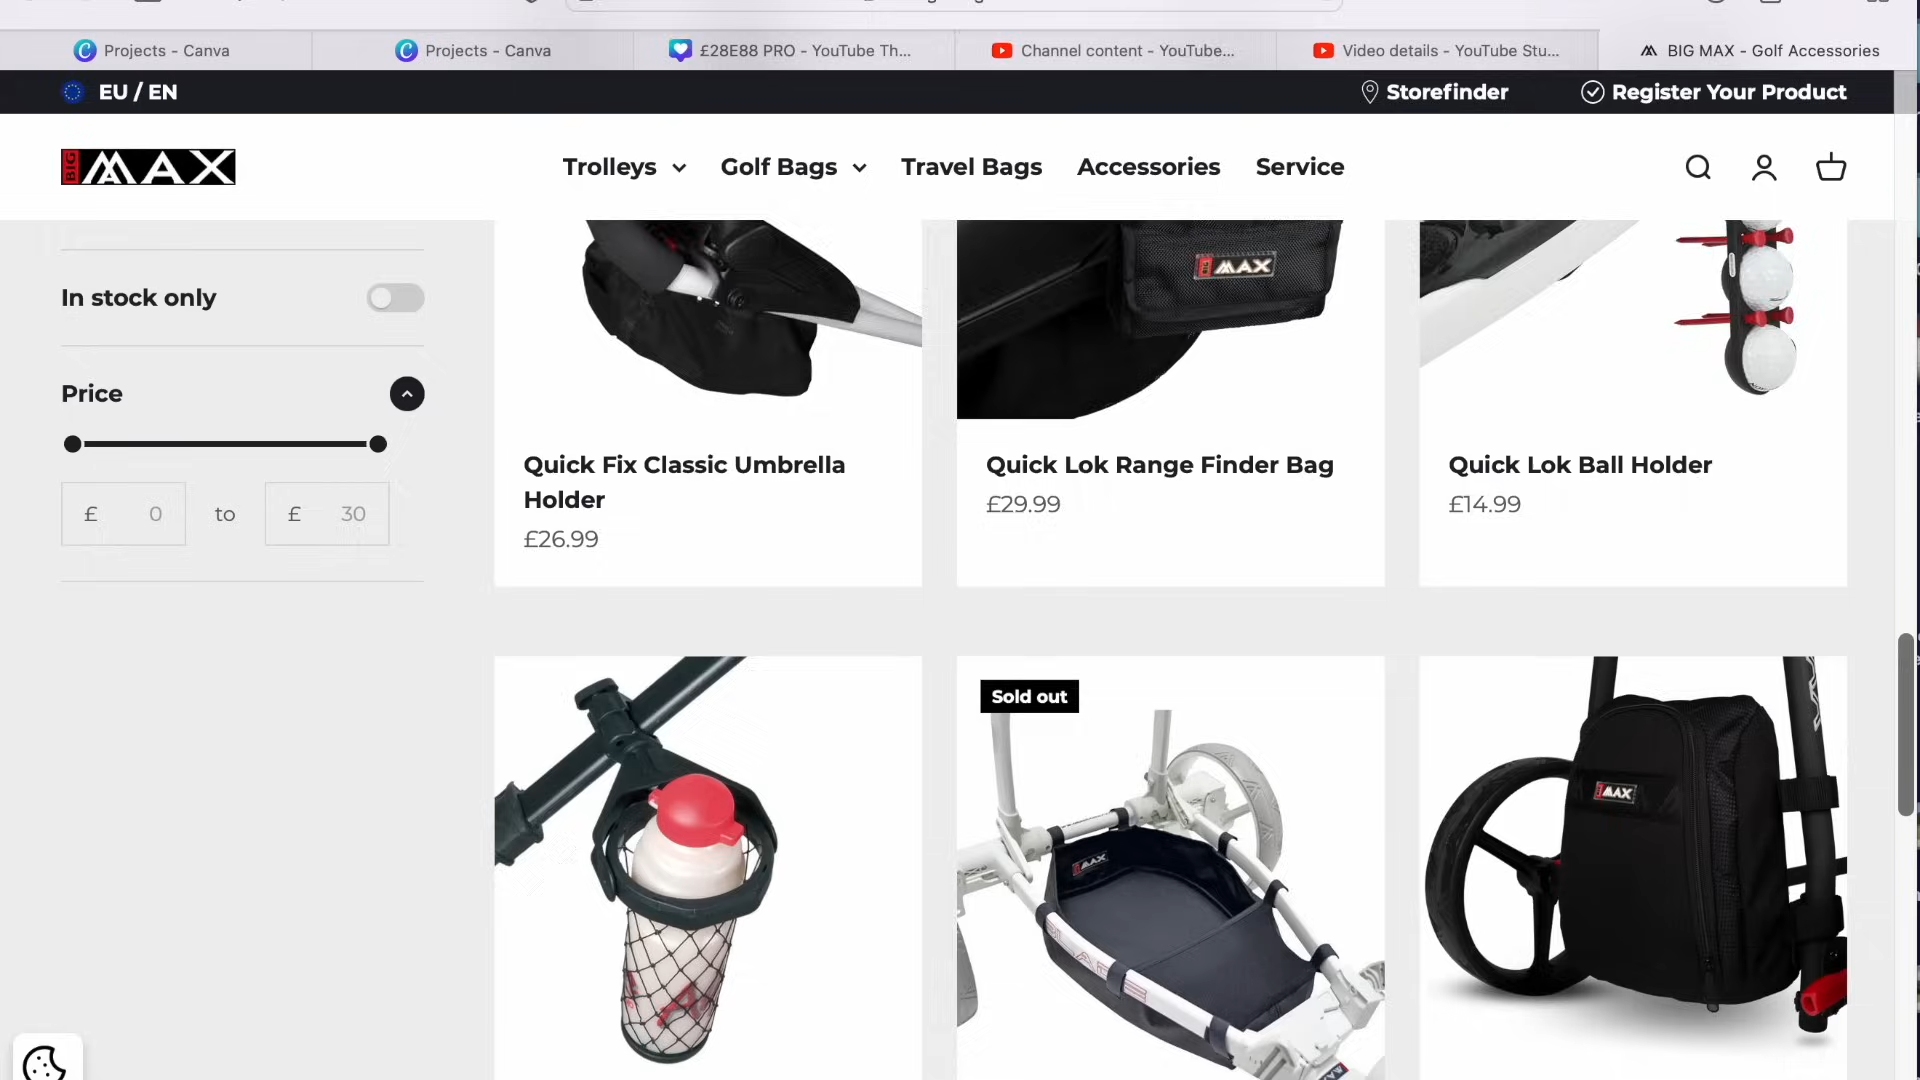 Projects - Canva
Projects - Canva
£28E88 PRO - YouTube Th...
Channel content - YouTube...
Video details - YouTube Stu...
BIG MAX - Golf Accessories
EU / EN
Storefinder
Register Your Product
BIG MAX
Trolleys
Golf Bags
Travel Bags
Accessories
Service
In stock only
Price
£ 0 to £ 30
BIG MAX
Quick Fix Classic Umbrella
Holder
£26.99
Quick Lok Range Finder Bag
£29.99
Quick Lok Ball Holder
£14.99
Sold out
BIG MAX
BIG MAX